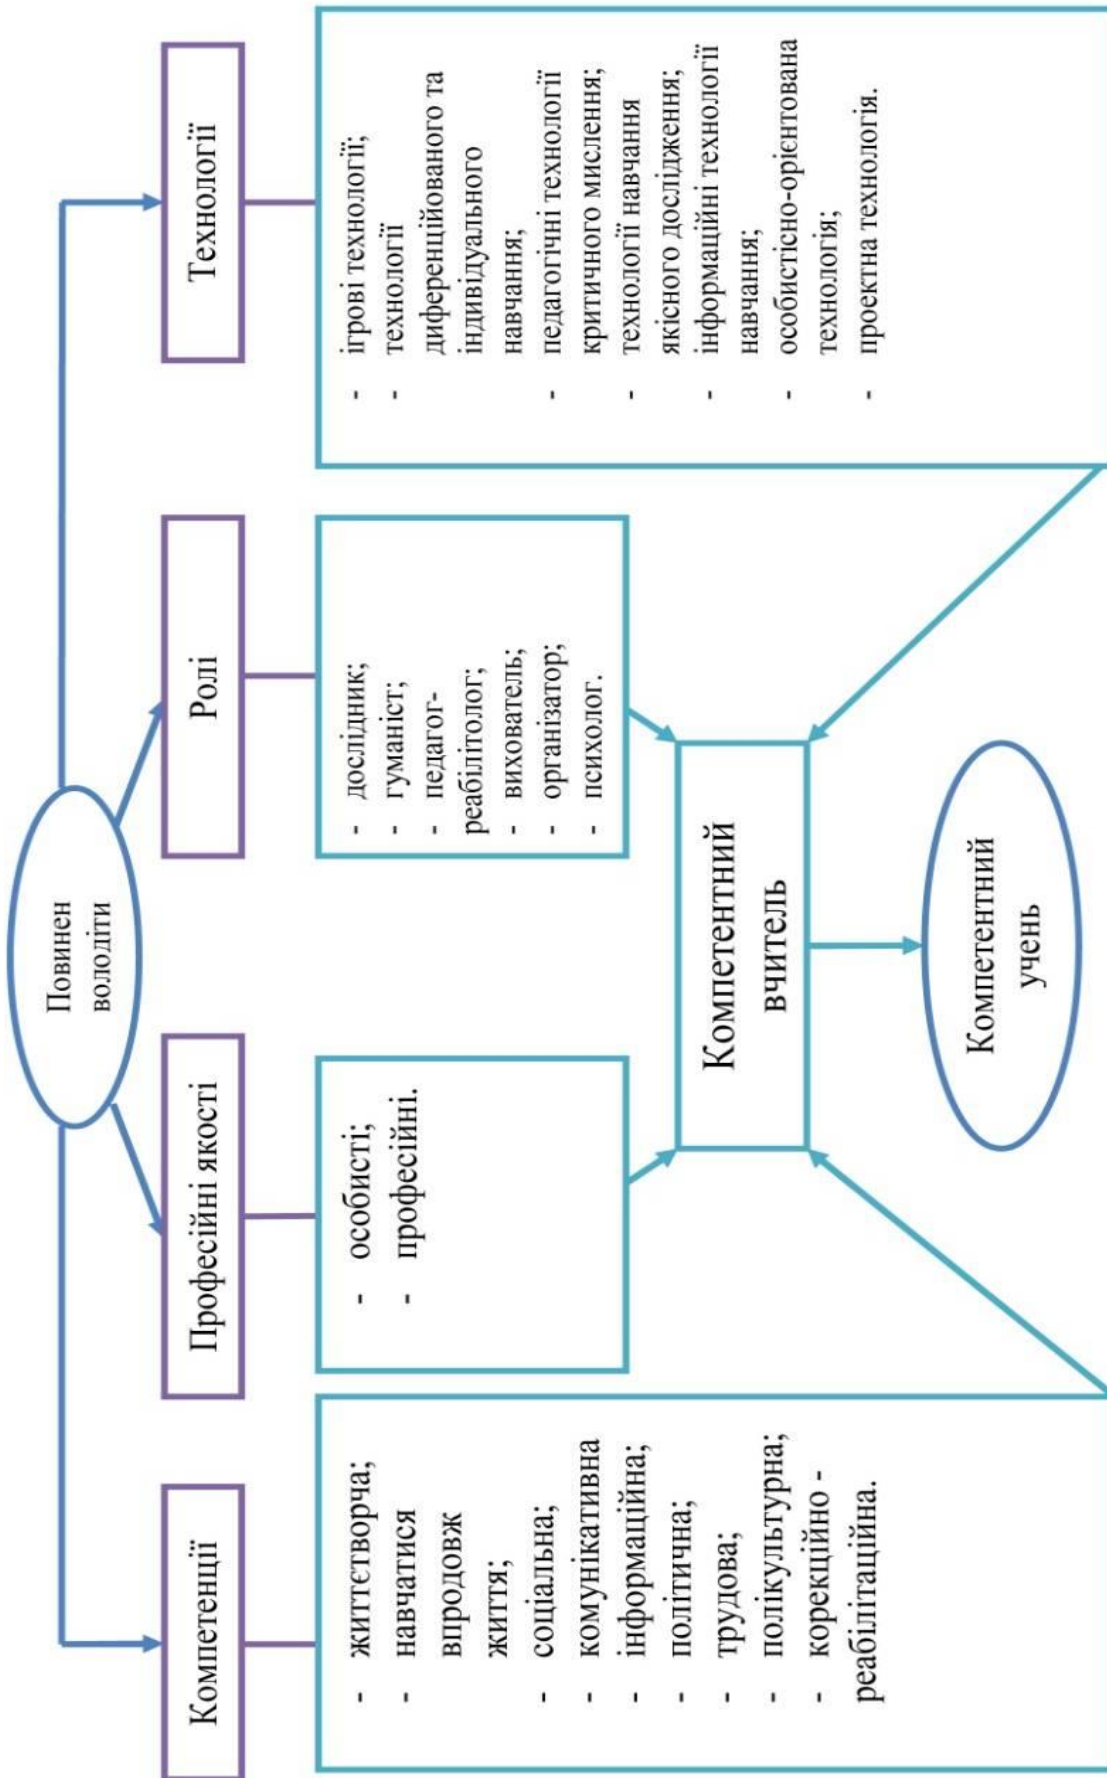 Повинен
володіти
Компетенції
Професійні якості
Ролі
Технології
- життєтворча;
- навчатися
впродовж
життя;
- соціальна;
- комунікативна
- інформаційна;
- політична;
- трудова;
- полікультурна;
- корекційно -
реабілітаційна.
- особисті;
- професійні.
- дослідник;
- гуманіст;
- педагог-
реабілітолог;
- вихователь;
- організатор;
- психолог.
- ігрові технології;
- технології
диференційованого та
індивідуального
навчання;
- педагогічні технології
критичного мислення;
- технології навчання
якісного дослідження;
- інформаційні технології
навчання;
- особистісно-орієнтована
технологія;
- проектна технологія.
Компетентний
вчитель
Компетентний
учень